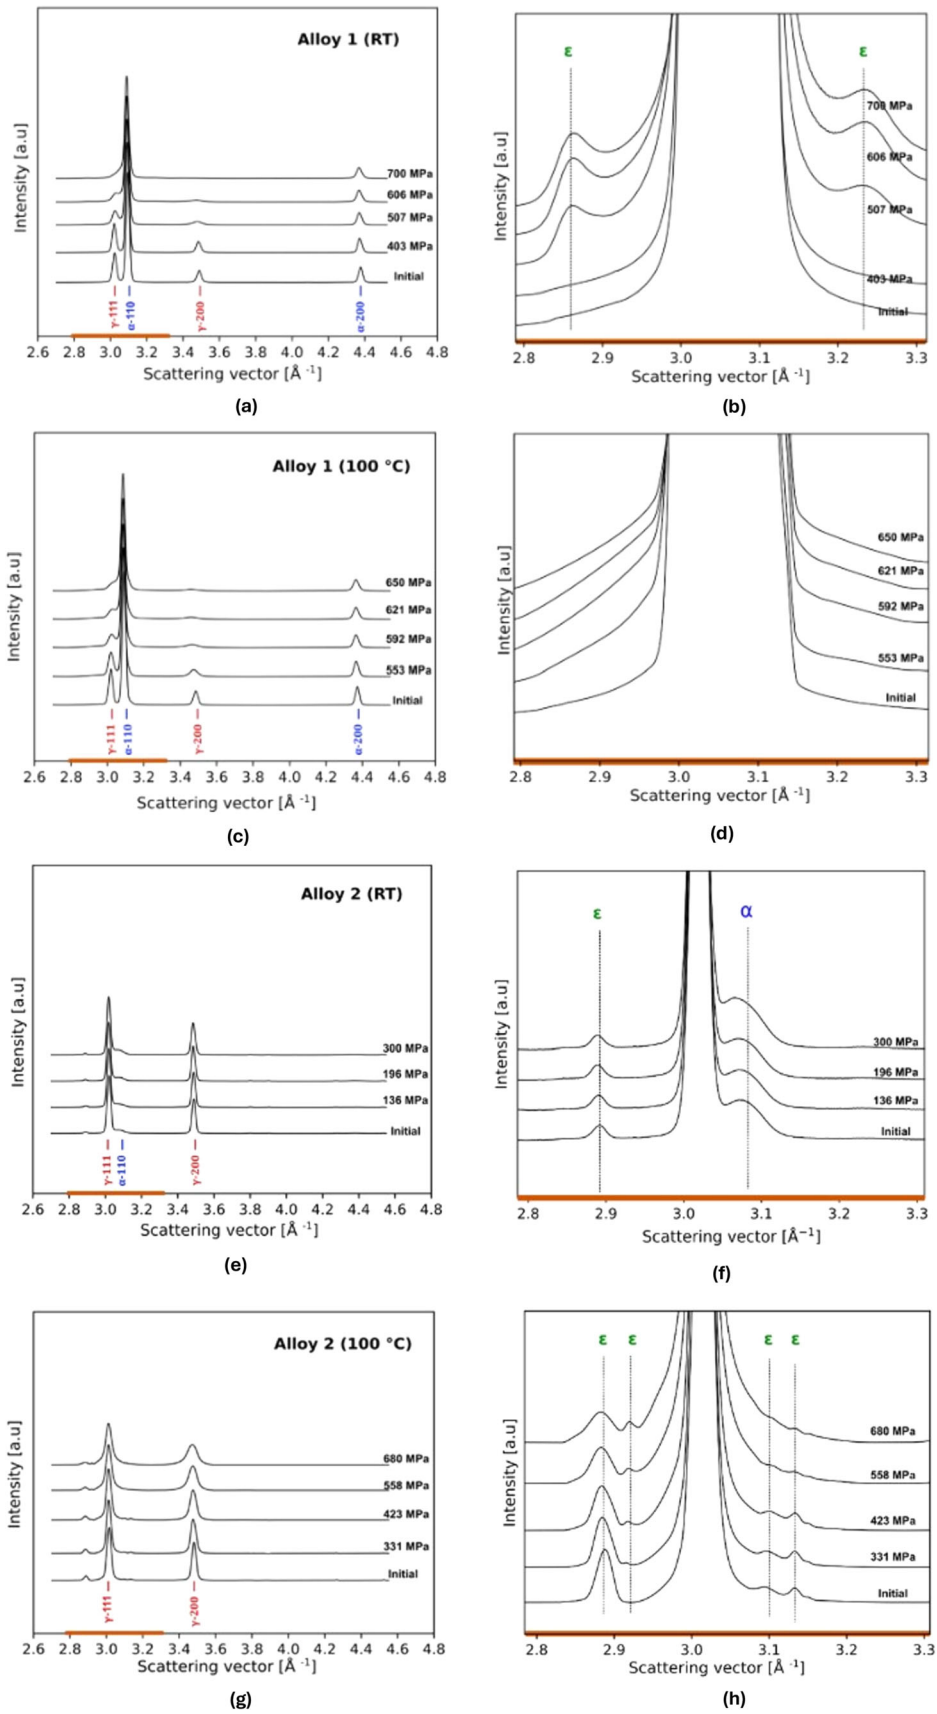 Alloy 1 (RT)
Intensity [a.u]
700 MPa
606 MPa
507 MPa
403 MPa
Initial
γ-111
α-110
γ-200
α-200
2.6 2.8 3.0 3.2 3.4 3.6 3.8 4.0 4.2 4.4 4.6 4.8
Scattering vector [Å -1]
(a)
ε ε
Intensity [a.u]
700 MPa
606 MPa
507 MPa
403 MPa
Initial
2.8 2.9 3.0 3.1 3.2 3.3
Scattering vector [Å -1]
(b)
Alloy 1 (100 °C)
Intensity [a.u]
650 MPa
621 MPa
592 MPa
553 MPa
Initial
γ-111
α-110
γ-200
α-200
2.6 2.8 3.0 3.2 3.4 3.6 3.8 4.0 4.2 4.4 4.6 4.8
Scattering vector [Å -1]
(c)
Intensity [a.u]
650 MPa
621 MPa
592 MPa
553 MPa
Initial
2.8 2.9 3.0 3.1 3.2 3.3
Scattering vector [Å -1]
(d)
Alloy 2 (RT)
Intensity [a.u]
300 MPa
196 MPa
136 MPa
Initial
γ-111
α-110
γ-200
2.6 2.8 3.0 3.2 3.4 3.6 3.8 4.0 4.2 4.4 4.6 4.8
Scattering vector [Å -1]
(e)
ε α
Intensity [a.u]
300 MPa
196 MPa
136 MPa
Initial
2.8 2.9 3.0 3.1 3.2 3.3
Scattering vector [Å−1]
(f)
Alloy 2 (100 °C)
Intensity [a.u]
680 MPa
558 MPa
423 MPa
331 MPa
Initial
γ-111
γ-200
2.6 2.8 3.0 3.2 3.4 3.6 3.8 4.0 4.2 4.4 4.6 4.8
Scattering vector [Å -1]
(g)
ε ε ε ε
Intensity [a.u]
680 MPa
558 MPa
423 MPa
331 MPa
Initial
2.8 2.9 3.0 3.1 3.2 3.3
Scattering vector [Å -1]
(h)